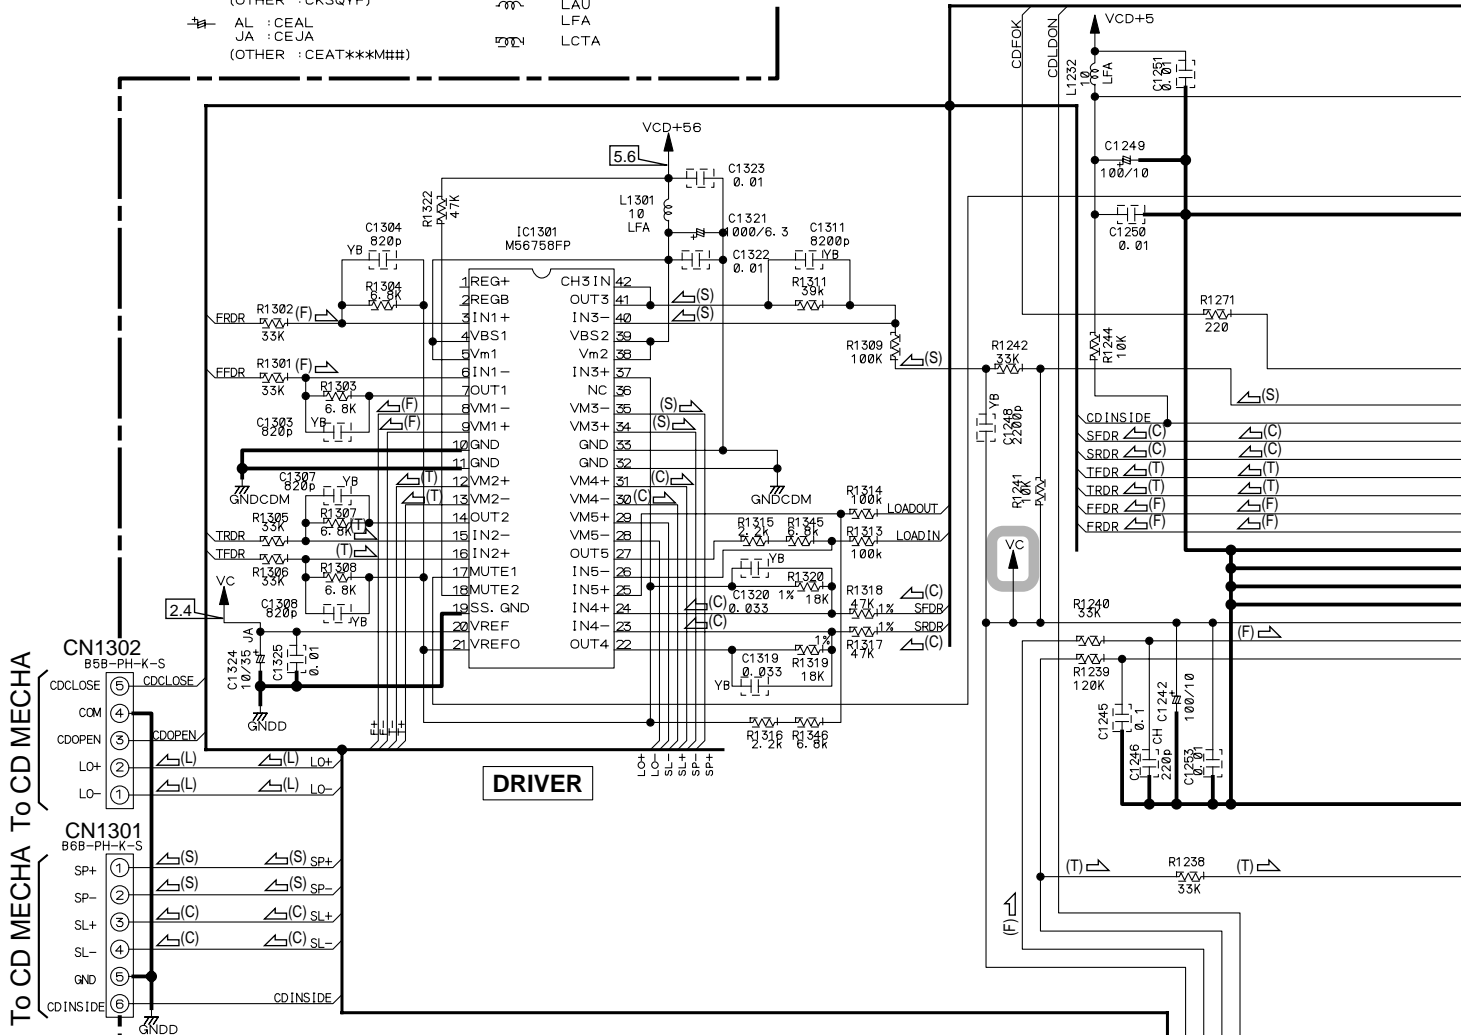 (OTHER : CKSQYF)
AL : CEAL
JA : CEJA
(OTHER : CEAT***M##)
LAU
LFA
LCTA
CDFOK
CDLDON
VCD+5
L1232
10
LFA
C1251
0.01
C1249
100/10
C1250
0.01
VCD+56
5.6
C1323
0.01
L1301
10
LFA
C1321
1000/6.3
C1322
0.01
C1311
8200p
YB
R1311
39k
R1322
47K
C1304
820p
YB
R1304
6.8K
IC1301
M56758FP
1 REG+
2 REGB
3 IN1+
4 VBS1
5 Vm1
6 IN1-
7 OUT1
8 VM1-
9 VM1+
10 GND
11 GND
12 VM2+
13 VM2-
14 OUT2
15 IN2-
16 IN2+
17 MUTE1
18 MUTE2
19 SS.GND
20 VREF
21 VREFO
CH3IN 42
OUT3 41
IN3- 40
VBS2 39
Vm2 38
IN3+ 37
NC 36
VM3- 35
VM3+ 34
GND 33
GND 32
VM4+ 31
VM4- 30
VM5+ 29
VM5- 28
OUT5 27
IN5- 26
IN5+ 25
IN4+ 24
IN4- 23
OUT4 22
FRDR
R1302
33K
(F)
FFDR
R1301
33K
(F)
R1303
6.8K
C1303
820p
YB
(F)
(F)
GNDCDM
C1307
820p
YB
(T)
(T)
R1305
33K
R1307
6.8K
(T)
TRDR
TFDR
(T)
R1306
33K
R1308
6.8K
C1308
820p
YB
VC
2.4
JA
C1324
10/35
C1325
0.01
GNDD
(S)
(S)
R1309
100K
(S)
(S)
(S)
(C)
(C)
GNDCDM
R1314
100k
LOADOUT
R1315
2.2k
R1345
6.8k
R1313
100k
LOADIN
YB
C1320
0.033
R1320
1%
18K
R1318
47K
1%
(C)
SFDR
(C)
(C)
1%
SRDR
R1317
47K
(C)
1%
C1319
0.033
YB
R1319
18K
R1316
2.2k
R1346
6.8k
F+
F-
T-
T+
LO+
LO-
SL-
SL+
SP-
SP+
DRIVER
R1271
220
R1242
33K
R1244
10K
YB
C1248
2200p
R1241
10K
(S)
CDINSIDE
SFDR (C) (C)
SRDR (C) (C)
TFDR (T) (T)
TRDR (T) (T)
FFDR (F) (F)
FRDR (F) (F)
VC
R1240
33K
(F)
R1239
120K
C1245
0.1
C1246
CH
220p
C1242
100/10
C1253
0.01
(T)
R1238
33K
(T)
(F)
CN1302
B5B-PH-K-S
To CD MECHA
CDCLOSE 5 CDCLOSE
COM 4
CDOPEN 3 CDOPEN
LO+ 2 (L) (L) LO+
LO- 1 (L) (L) LO-
CN1301
B6B-PH-K-S
To CD MECHA
SP+ 1 (S) (S) SP+
SP- 2 (S) (S) SP-
SL+ 3 (C) (C) SL+
SL- 4 (C) (C) SL-
GND 5
CDINSIDE 6 CDINSIDE
GNDD